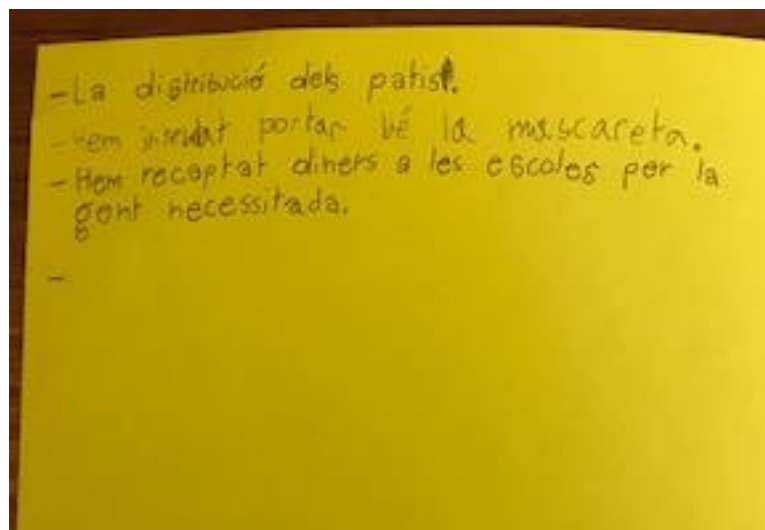 -La distribució dels patis.
-Hem intentat portar bé la mascareta.
-Hem recaptat diners a les escoles per la
gent necessitada.
-